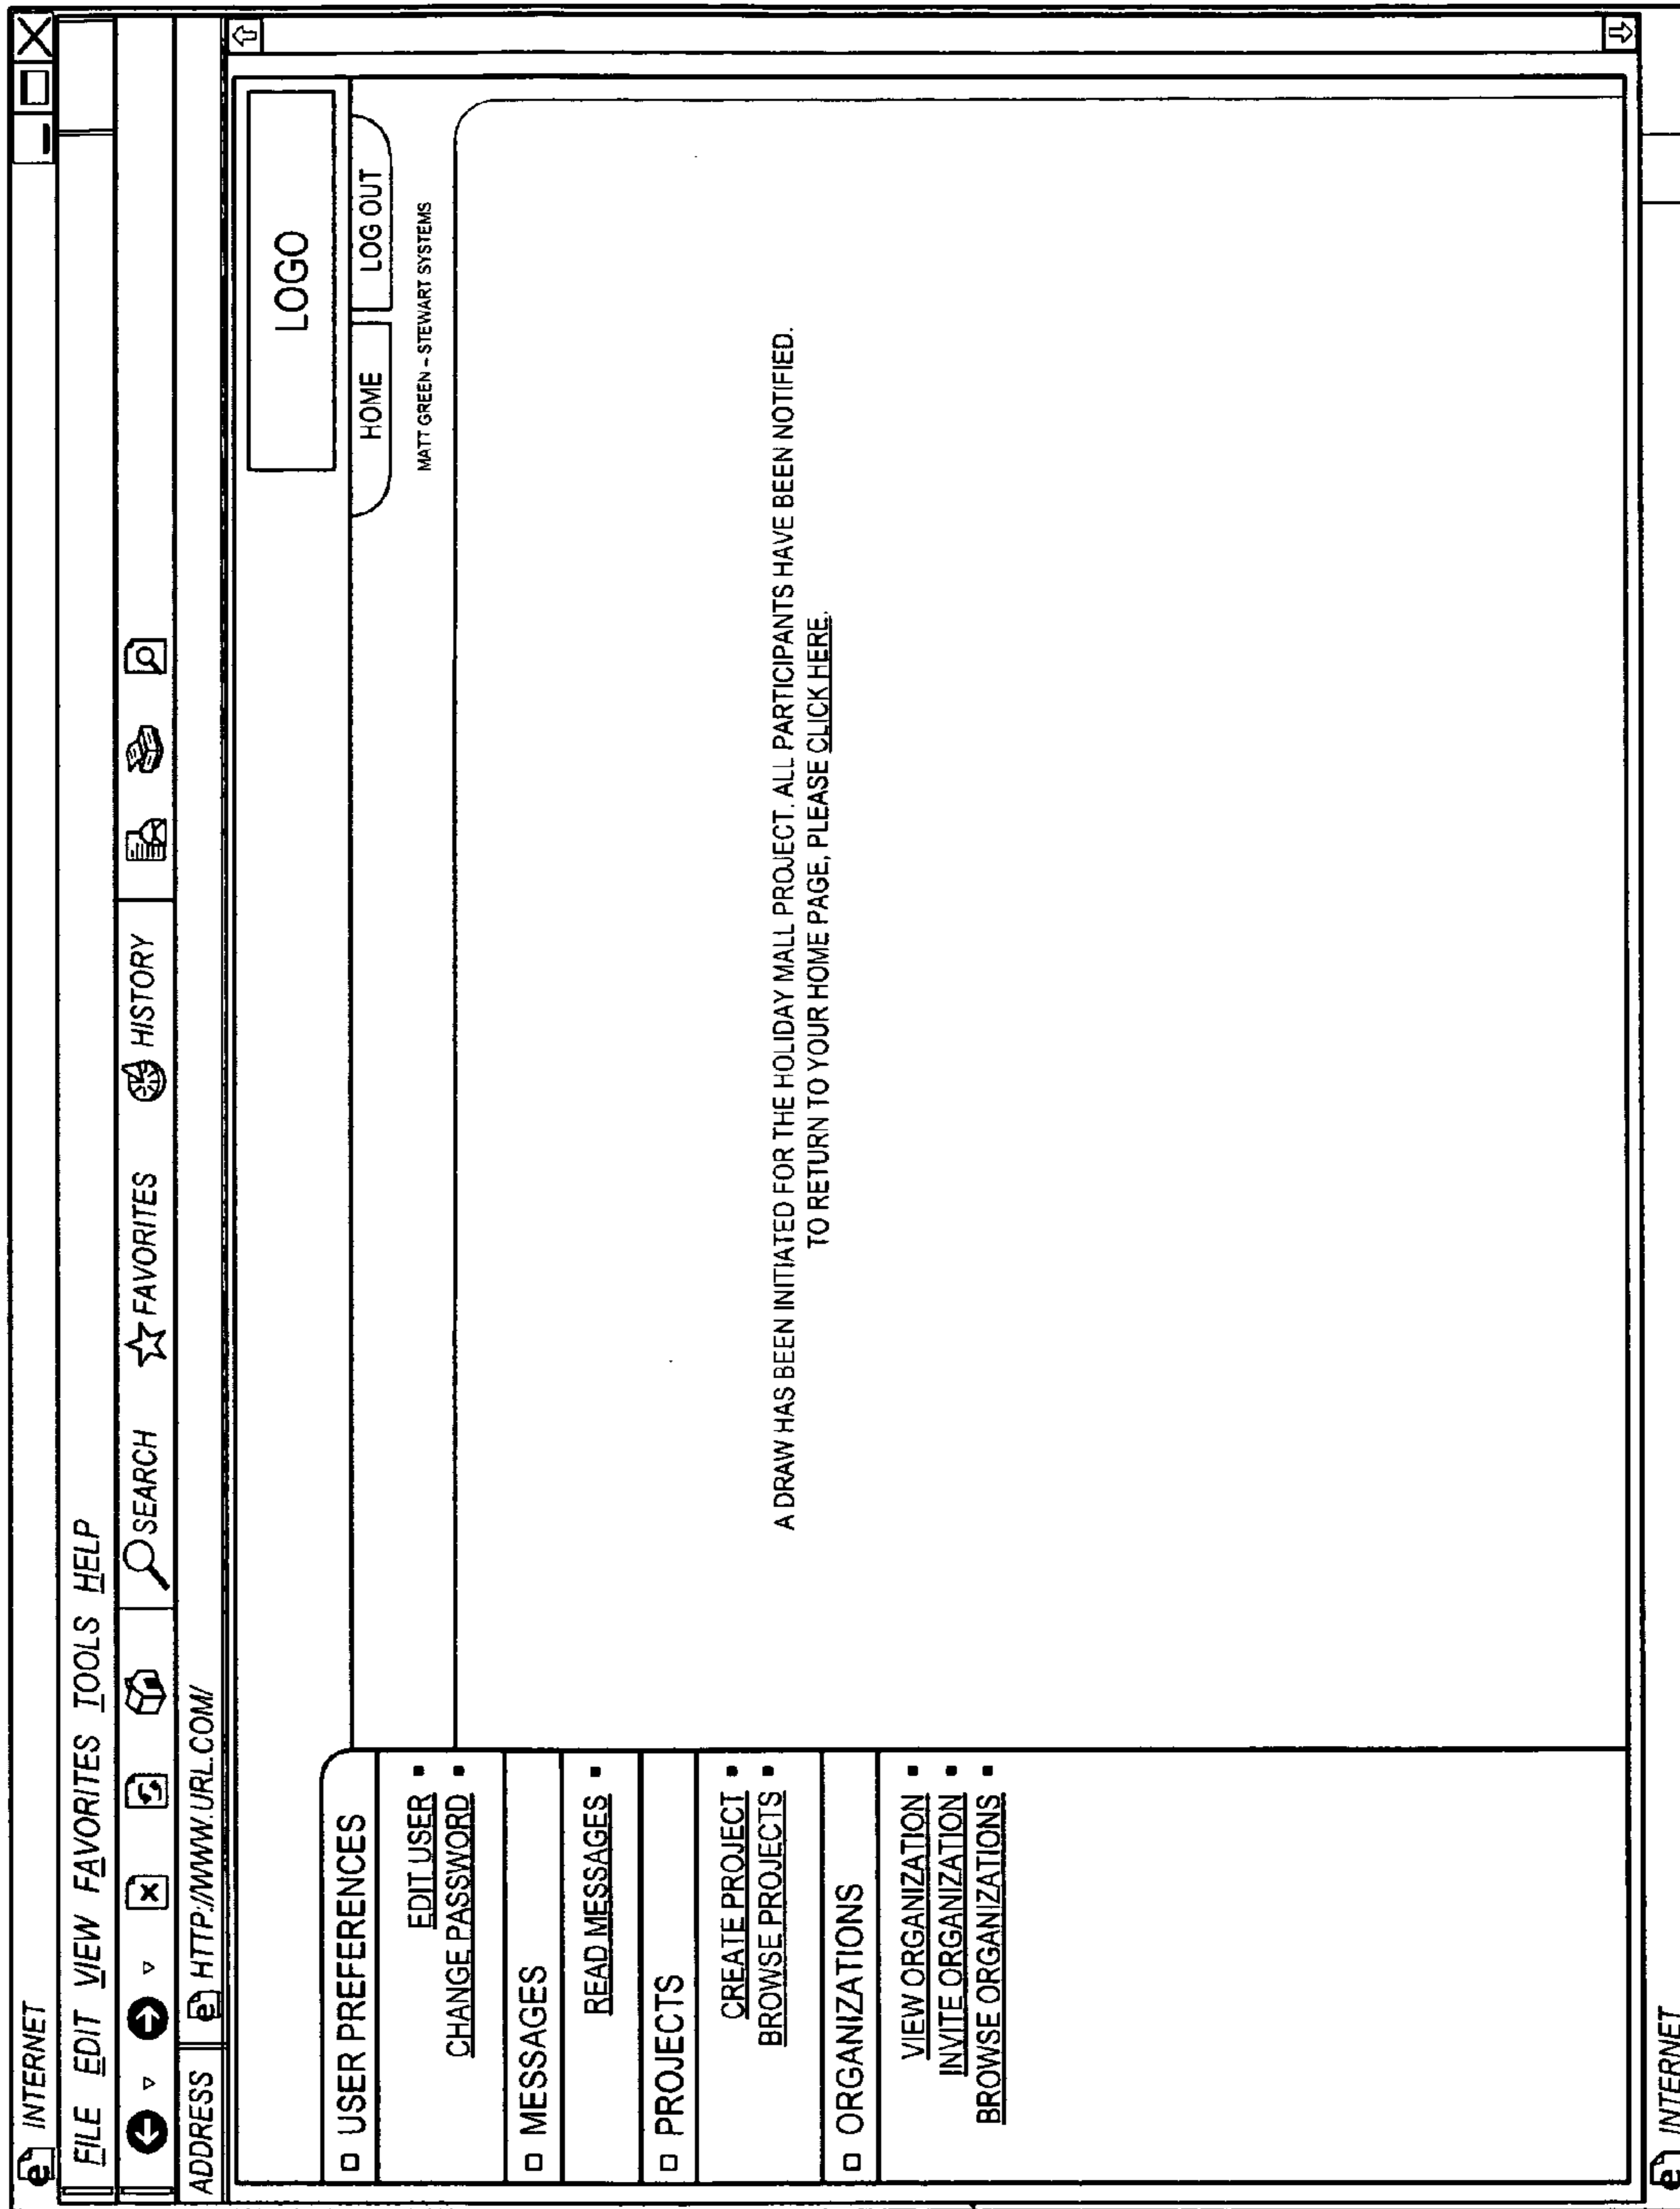 INTERNET
FILE EDIT VIEW FAVORITES TOOLS HELP
SEARCH FAVORITES HISTORY
ADDRESS HTTP://WWW.URL.COM/
LOGO
HOME LOG OUT
MATT GREEN – STEWART SYSTEMS
USER PREFERENCES
EDIT USER
CHANGE PASSWORD
MESSAGES
READ MESSAGES
PROJECTS
CREATE PROJECT
BROWSE PROJECTS
ORGANIZATIONS
VIEW ORGANIZATION
INVITE ORGANIZATION
BROWSE ORGANIZATIONS
A DRAW HAS BEEN INITIATED FOR THE HOLIDAY MALL PROJECT. ALL PARTICIPANTS HAVE BEEN NOTIFIED.
TO RETURN TO YOUR HOME PAGE, PLEASE CLICK HERE.
INTERNET